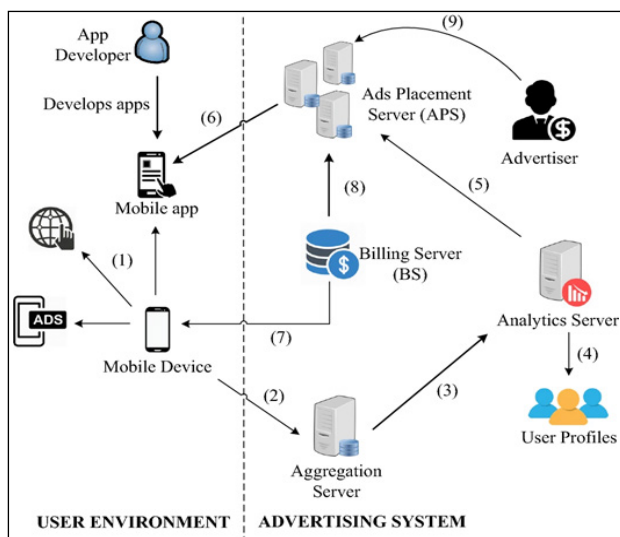 App
Developer
Develops apps
Mobile app
(1)
ADS
Mobile Device
(2)
(6)
(9)
Ads Placement
Server (APS)
$
Advertiser
(8)
(5)
Billing Server
(BS)
$
(7)
Analytics Server
(3)
(4)
User Profiles
Aggregation
Server
USER ENVIRONMENT
ADVERTISING SYSTEM